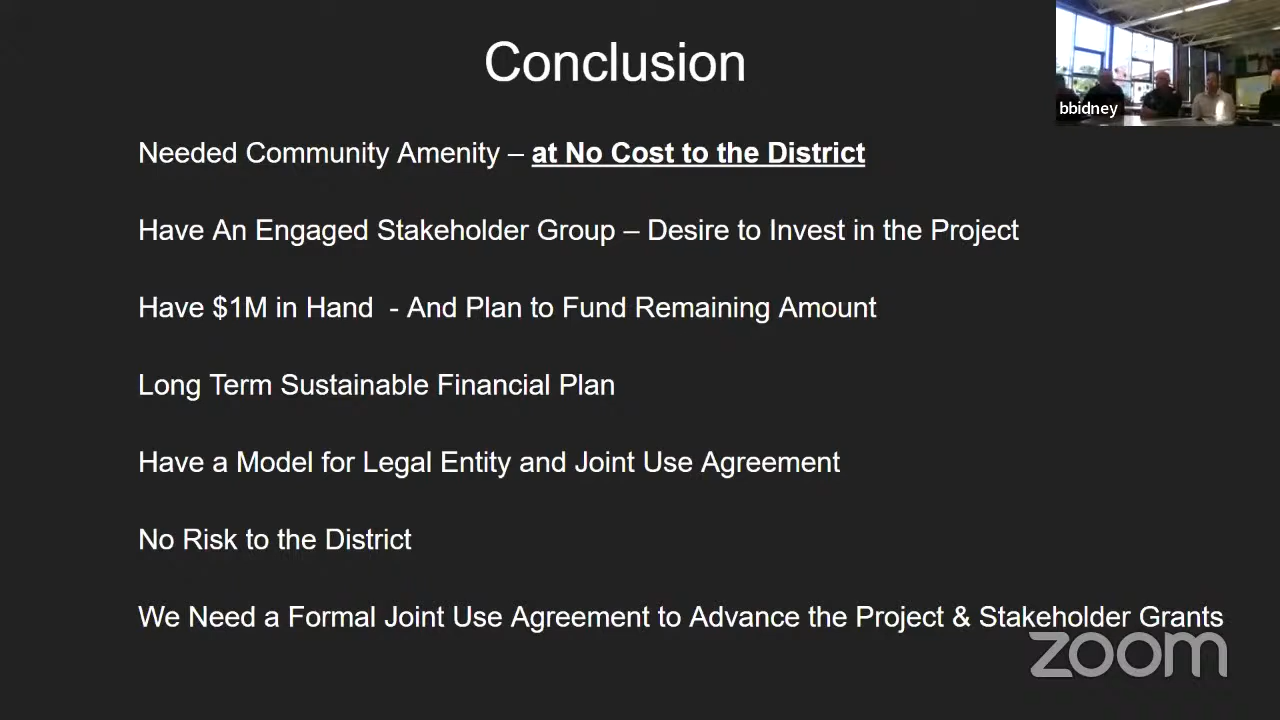 Conclusion
bbidney
Needed Community Amenity – at No Cost to the District
Have An Engaged Stakeholder Group – Desire to Invest in the Project
Have $1M in Hand  - And Plan to Fund Remaining Amount
Long Term Sustainable Financial Plan
Have a Model for Legal Entity and Joint Use Agreement
No Risk to the District
We Need a Formal Joint Use Agreement to Advance the Project & Stakeholder Grants
zoom